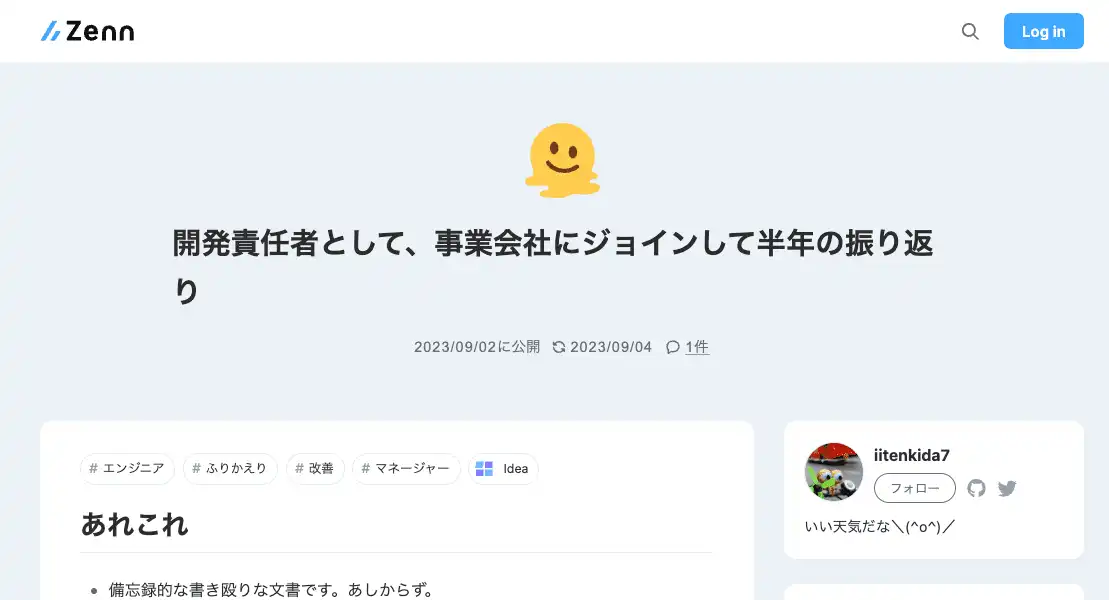 Zenn
Log in
開発責任者として、事業会社にジョインして半年の振り返
り
2023/09/02に公開 2023/09/04 1件
# エンジニア # ふりかえり # 改善 # マネージャー Idea
あれこれ
• 備忘録的な書き殴りな文書です。あしからず。
iitenkida7
フォロー
いい天気だな＼(^o^)／